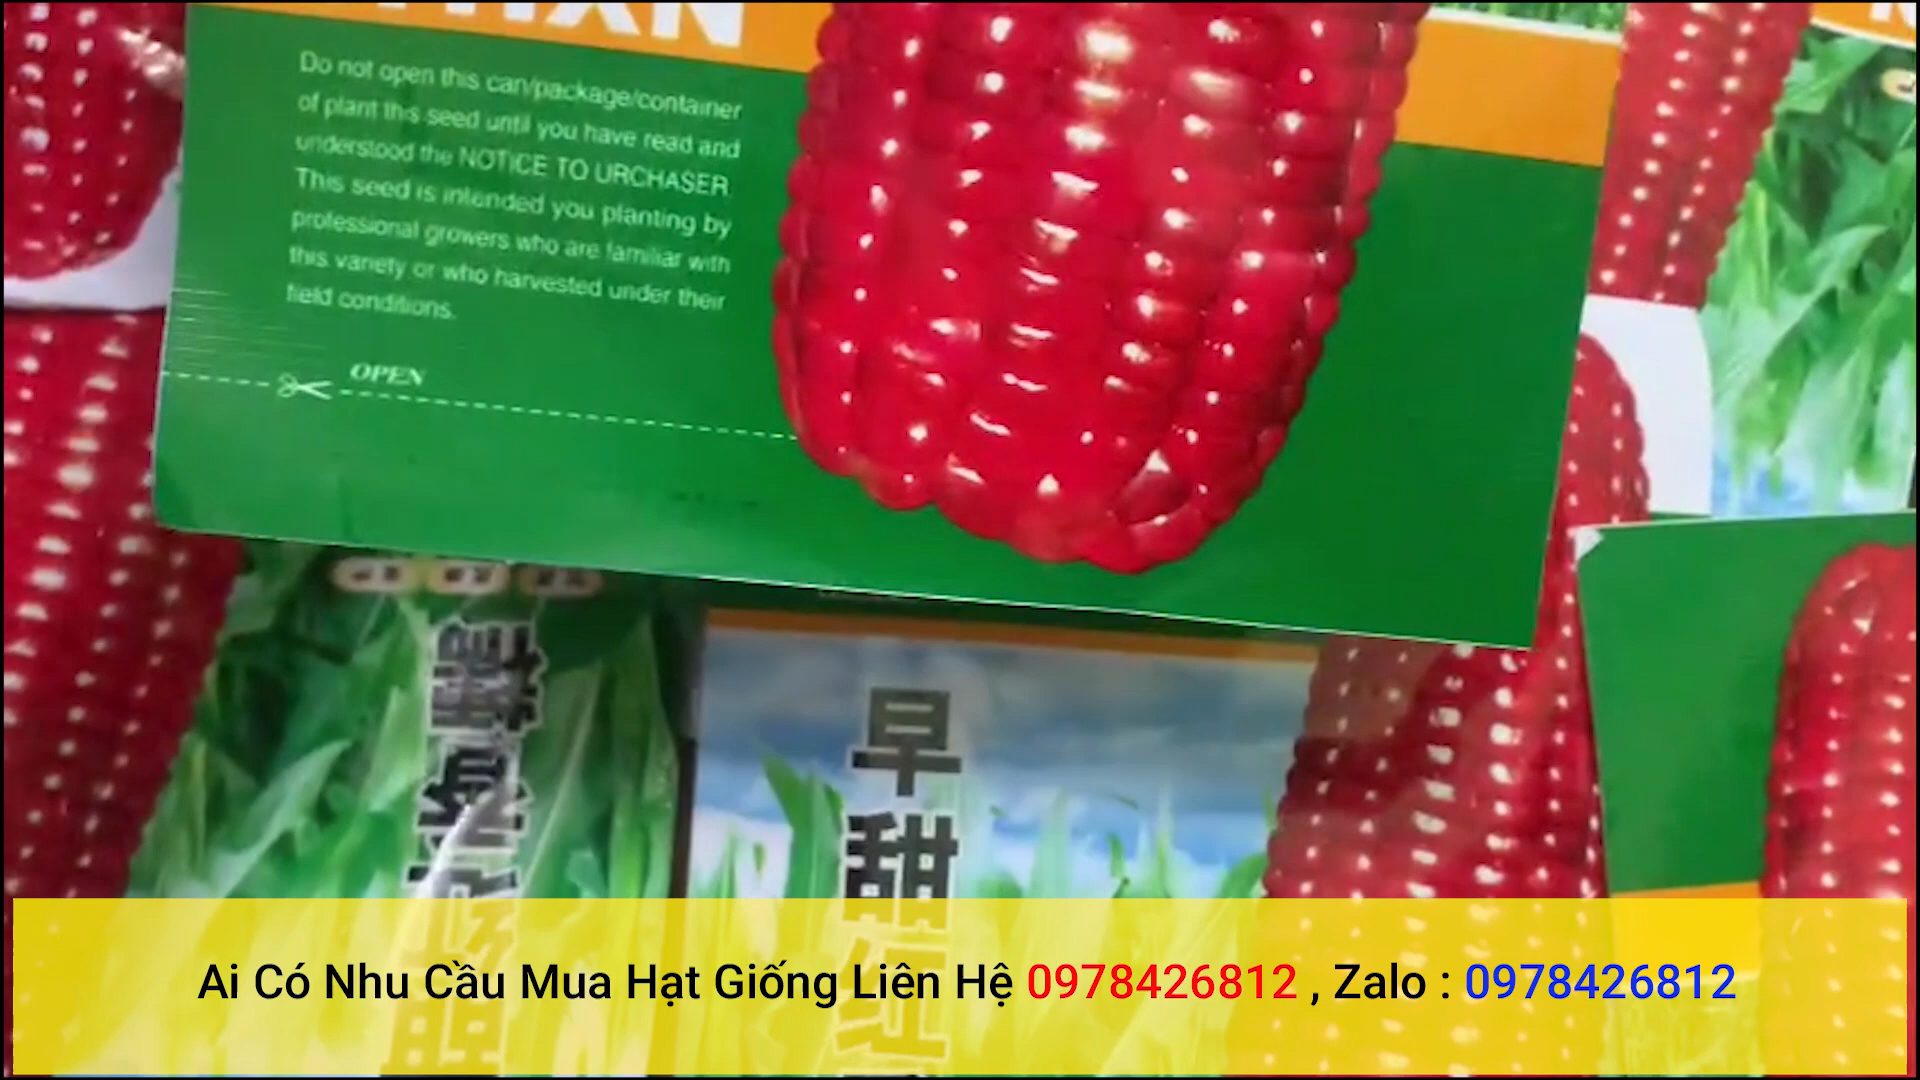 Do not open this can/package/container
of plant this seed until you have read and
understood the NOTICE TO URCHASER.
This seed is intended you planting by
professional growers who are familiar with
this variety or who harvested under their
field conditions.
OPEN
早甜红
Ai Có Nhu Cầu Mua Hạt Giống Liên Hệ 0978426812 , Zalo : 0978426812